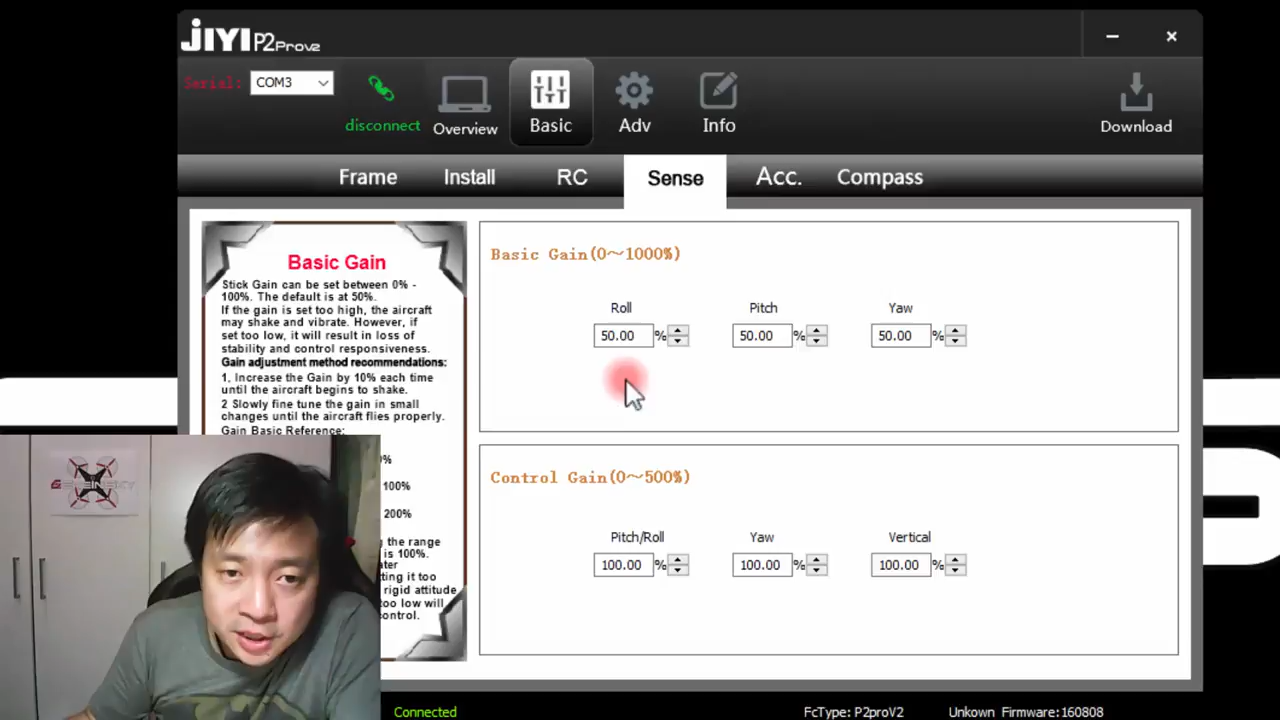 JIYI P2Prov2
Serial: COM3
disconnect
Overview
Basic
Adv
Info
Download
Frame
Install
RC
Sense
Acc.
Compass
Basic Gain
Stick Gain can be set between 0% -
100%. The default is at 50%.
If the gain is set too high, the aircraft
may shake and vibrate. However, if
set too low, it will result in loss of
stability and control responsiveness.
Gain adjustment method recommendations:
1, Increase the Gain by 10% each time
until the aircraft begins to shake.
2 Slowly fine tune the gain in small
changes until the aircraft flies properly.
Gain Basic Reference:
100%
200%
the range
is 100%.
it too
rigid attitude
too low will
control.
Basic Gain(0～1000%)
Roll
Pitch
Yaw
50.00 %
50.00 %
50.00 %
Control Gain(0～500%)
Pitch/Roll
Yaw
Vertical
100.00 %
100.00 %
100.00 %
Connected
FcType: P2proV2
Unkown Firmware:160808